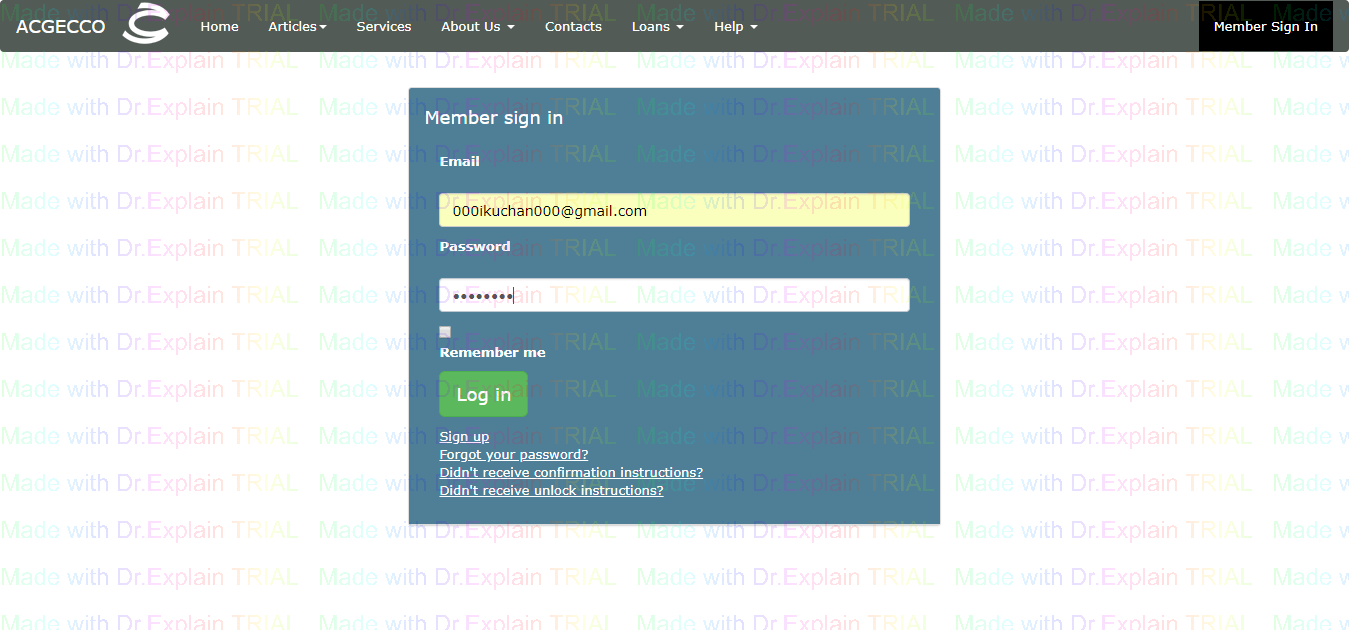 ACGECCO Home Articles Services About Us Contacts Loans Help Member Sign In
Member sign in
Email
000ikuchan000@gmail.com
Password
••••••••
Remember me
Log in
Sign up
Forgot your password?
Didn't receive confirmation instructions?
Didn't receive unlock instructions?
Made with Dr.Explain TRIAL